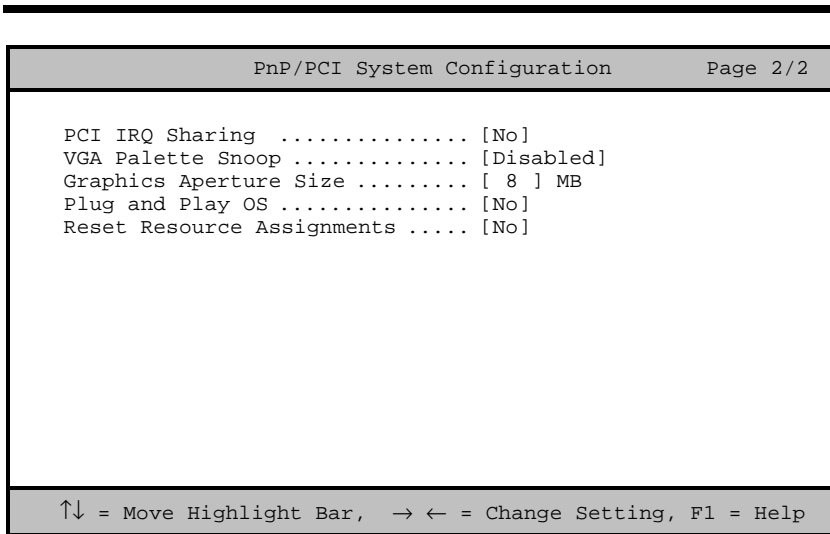 PnP/PCI System Configuration Page 2/2
PCI IRQ Sharing ............... [No]
VGA Palette Snoop .............. [Disabled]
Graphics Aperture Size ......... [ 8 ] MB
Plug and Play OS ............... [No]
Reset Resource Assignments ..... [No]
↑↓ = Move Highlight Bar, → ← = Change Setting, F1 = Help